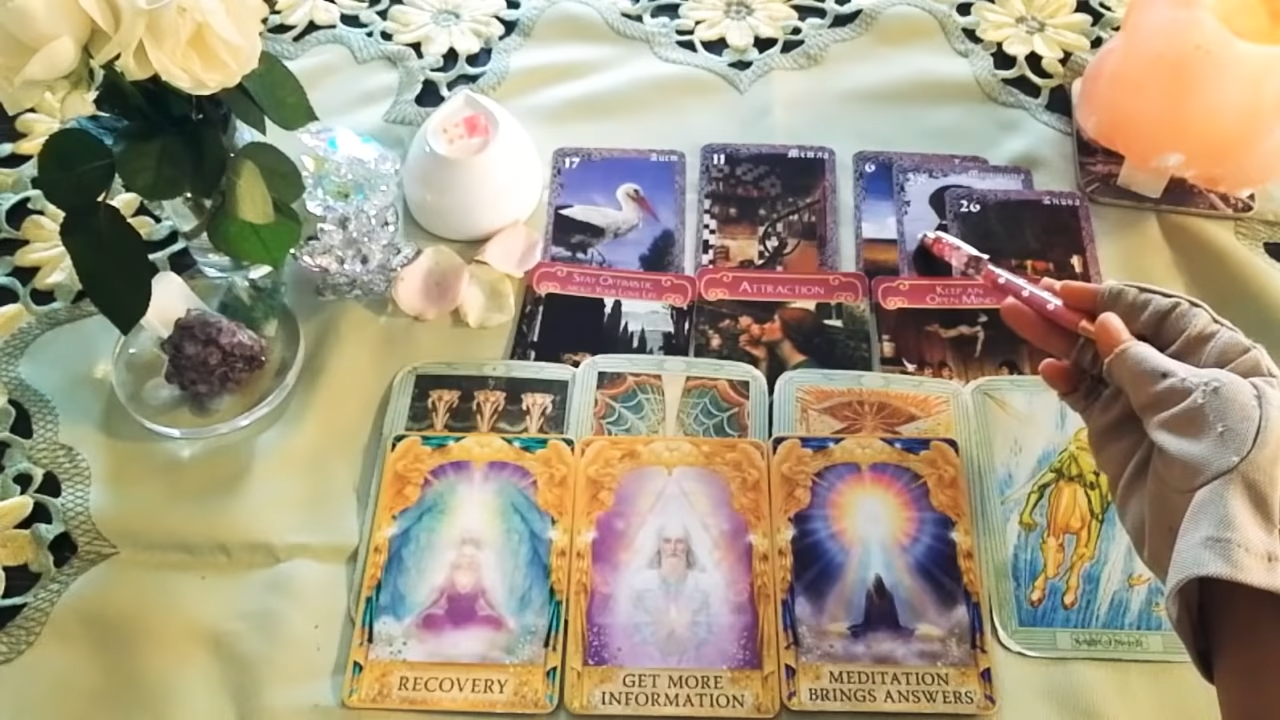 17 Аист
11 Метла
6
26 Книга
STAY OPTIMISTIC
ABOUT YOUR LOVE LIFE
ATTRACTION
KEEP AN
OPEN MIND
RECOVERY
GET MORE
INFORMATION
MEDITATION
BRINGS ANSWERS